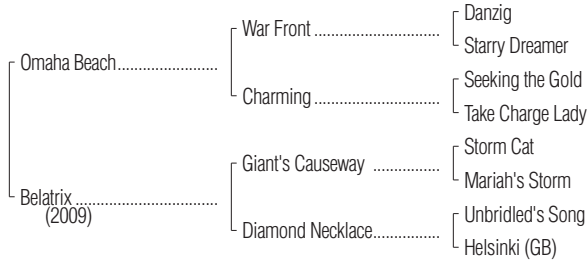 Danzig
War Front ........................
Starry Dreamer
Omaha Beach........................
Seeking the Gold
Charming ........................
Take Charge Lady
Storm Cat
Giant's Causeway ................
Mariah's Storm
Belatrix ..................................
(2009)
Unbridled's Song
Diamond Necklace................
Helsinki (GB)